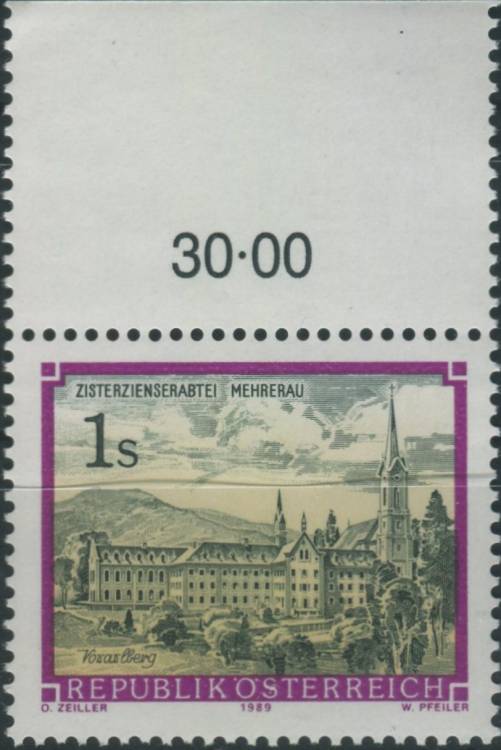 30·00
ZISTERZIENSERABTEI MEHRERAU
1s
Vorarlberg
REPUBLIK ÖSTERREICH
O. ZEILLER 1989 W. PFEILER